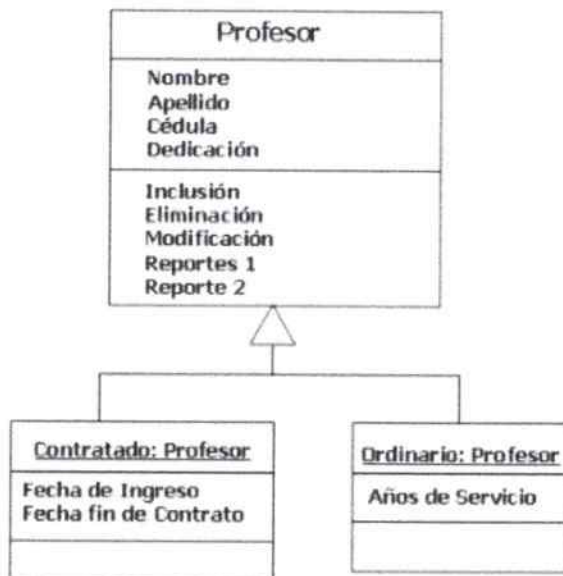 Profesor
Nombre
Apellido
Cédula
Dedicación
Inclusión
Eliminación
Modificación
Reportes 1
Reporte 2
Contratado: Profesor
Fecha de Ingreso
Fecha fin de Contrato
Ordinario: Profesor
Años de Servicio